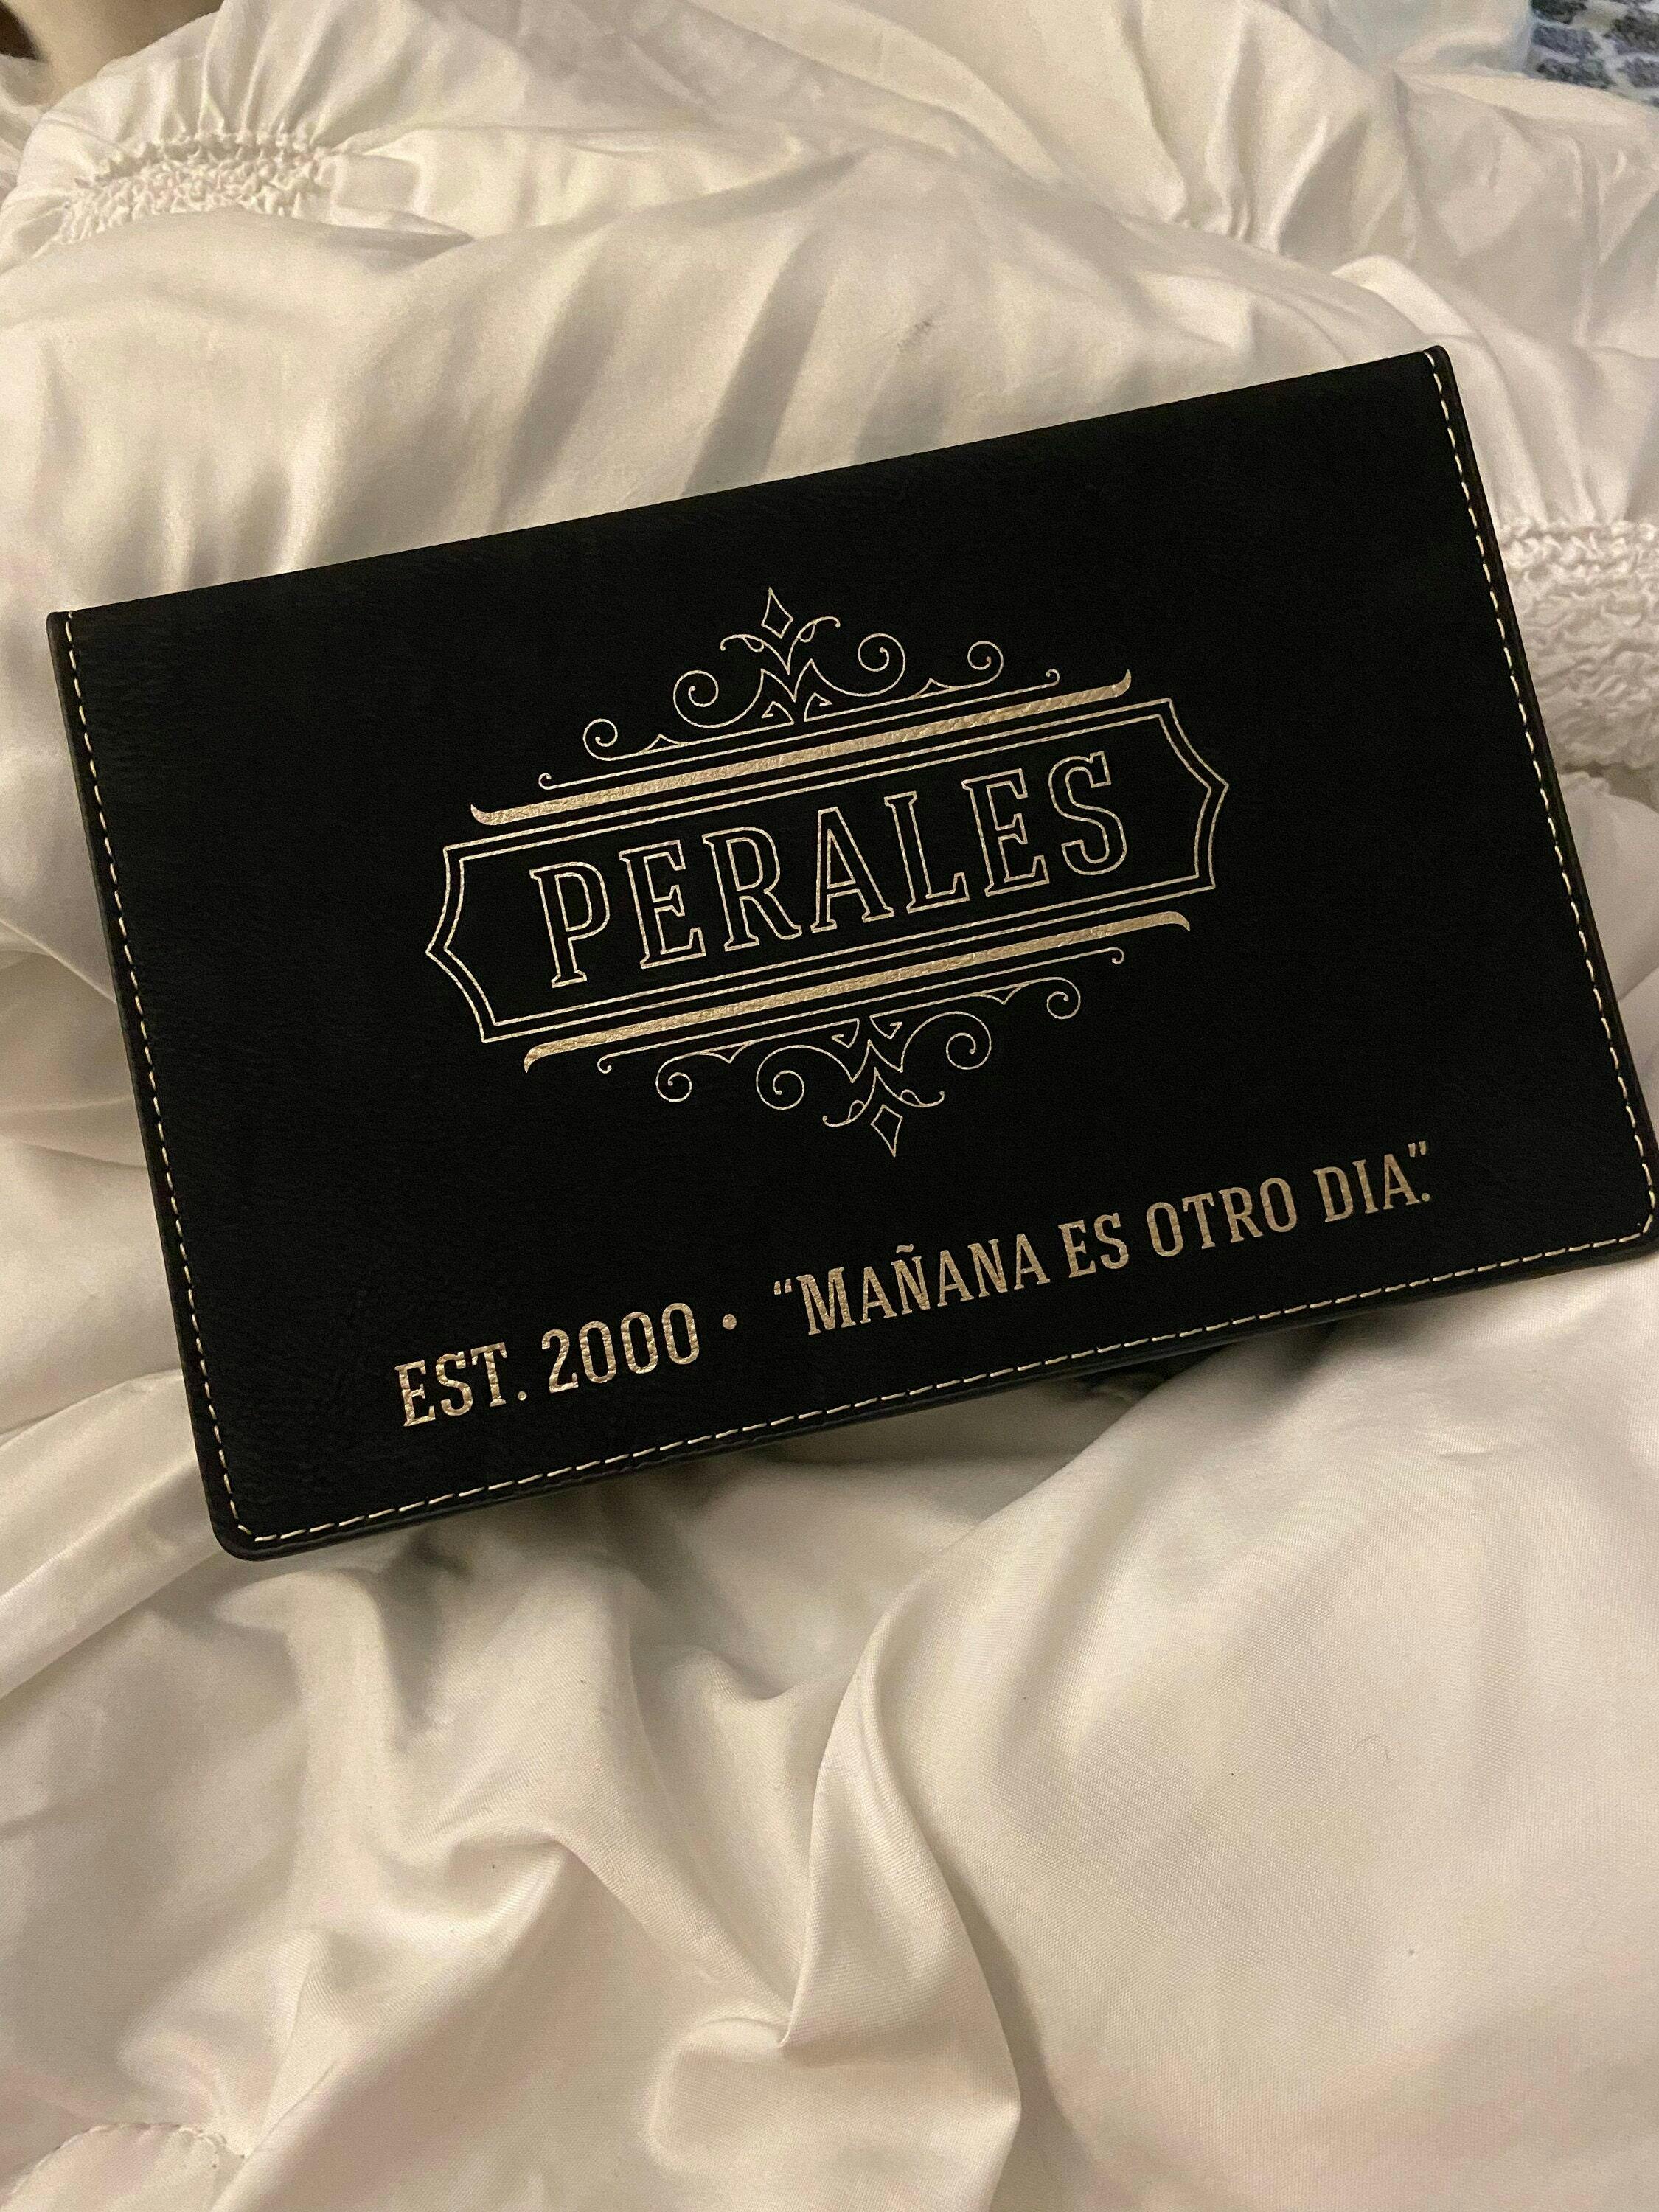 PERALES
EST. 2000 • “MAÑANA ES OTRO DIA.”